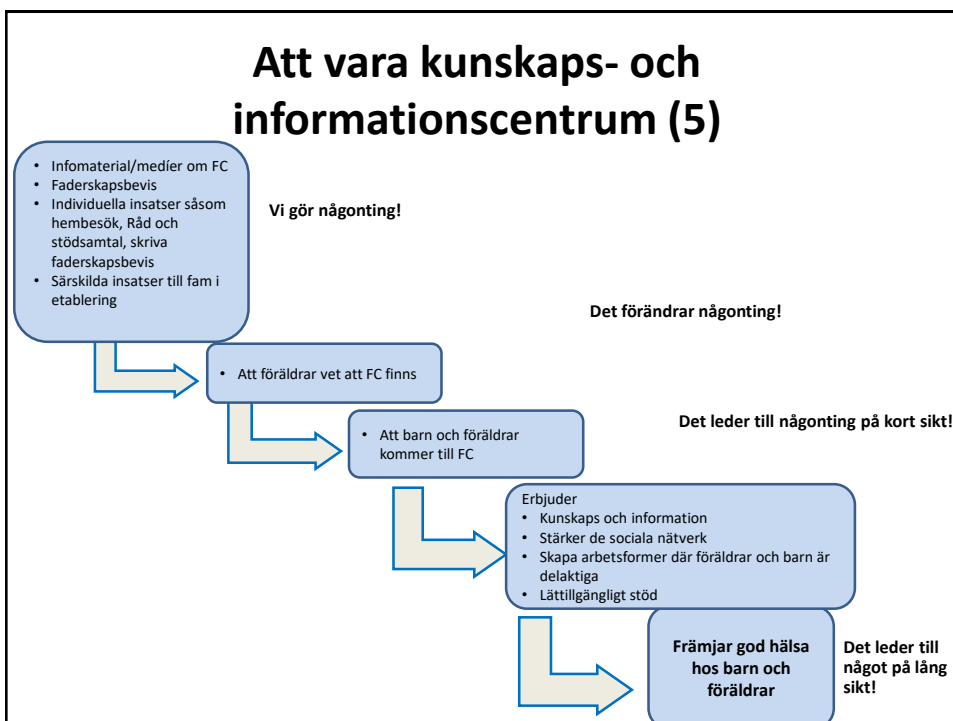 Att vara kunskaps- och
informationscentrum (5)
• Infomaterial/medíer om FC
• Faderskapsbevis
• Individuella insatser såsom
hembesök, Råd och
stödsamtal, skriva
faderskapsbevis
• Särskilda insatser till fam i
etablering
Vi gör någonting!
Det förändrar någonting!
• Att föräldrar vet att FC finns
Det leder till någonting på kort sikt!
• Att barn och föräldrar
kommer till FC
Erbjuder
• Kunskaps och information
• Stärker de sociala nätverk
• Skapa arbetsformer där föräldrar och barn är
delaktiga
• Lättillgängligt stöd
Främjar god hälsa
hos barn och
föräldrar
Det leder till
något på lång
sikt!